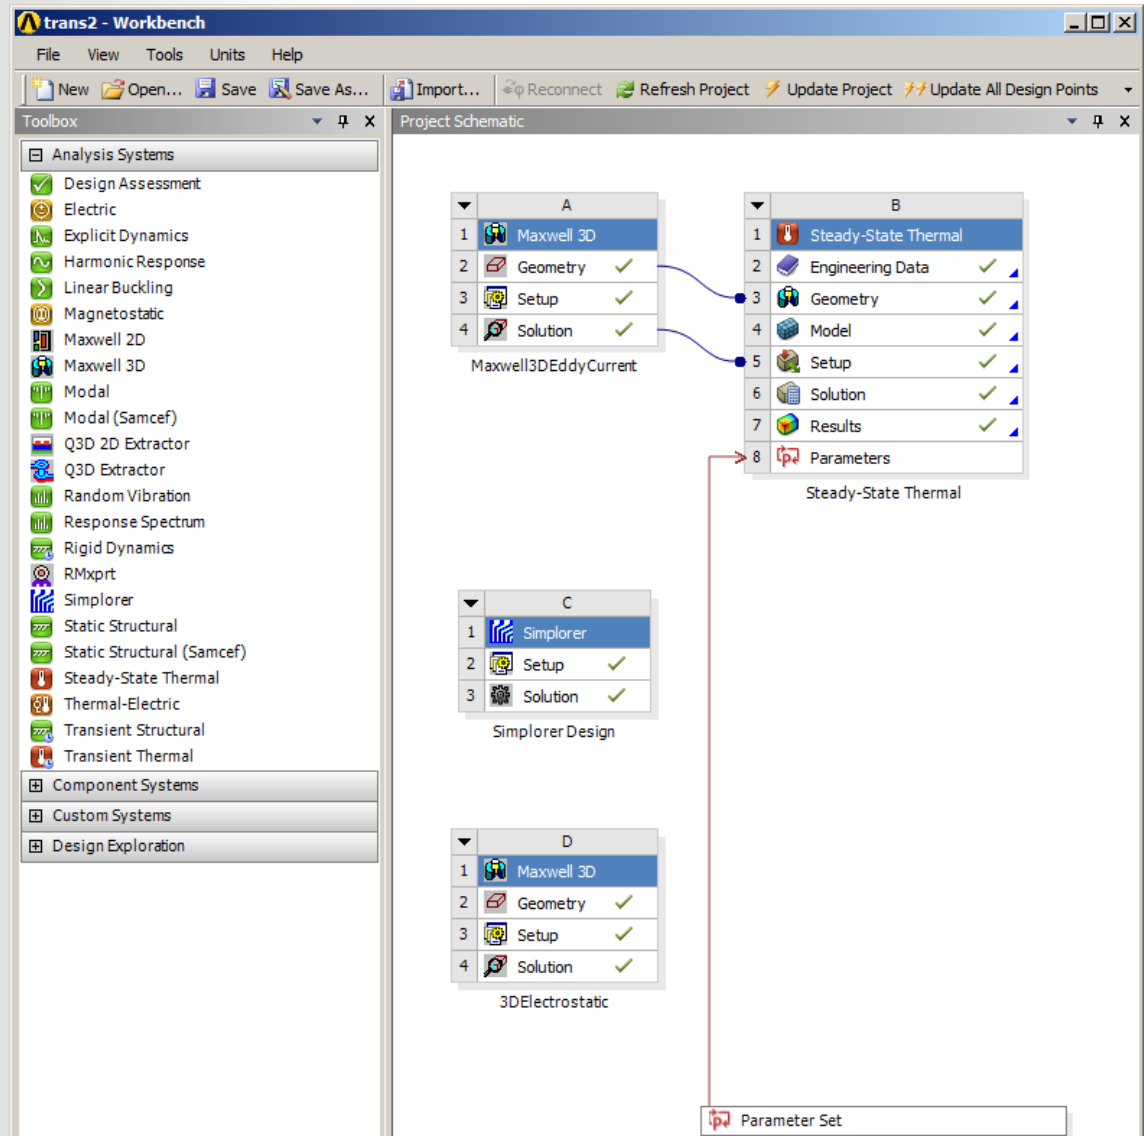 trans2 - Workbench
File View Tools Units Help
New Open... Save Save As... Import... Reconnect Refresh Project Update Project Update All Design Points
Toolbox
Analysis Systems
Design Assessment
Electric
Explicit Dynamics
Harmonic Response
Linear Buckling
Magnetostatic
Maxwell 2D
Maxwell 3D
Modal
Modal (Samcef)
Q3D 2D Extractor
Q3D Extractor
Random Vibration
Response Spectrum
Rigid Dynamics
RMxprt
Simplorer
Static Structural
Static Structural (Samcef)
Steady-State Thermal
Thermal-Electric
Transient Structural
Transient Thermal
Component Systems
Custom Systems
Design Exploration
Project Schematic
A
1 Maxwell 3D
2 Geometry
3 Setup
4 Solution
Maxwell3DEddyCurrent
B
1 Steady-State Thermal
2 Engineering Data
3 Geometry
4 Model
5 Setup
6 Solution
7 Results
8 Parameters
Steady-State Thermal
C
1 Simplorer
2 Setup
3 Solution
Simplorer Design
D
1 Maxwell 3D
2 Geometry
3 Setup
4 Solution
3DElectrostatic
Parameter Set